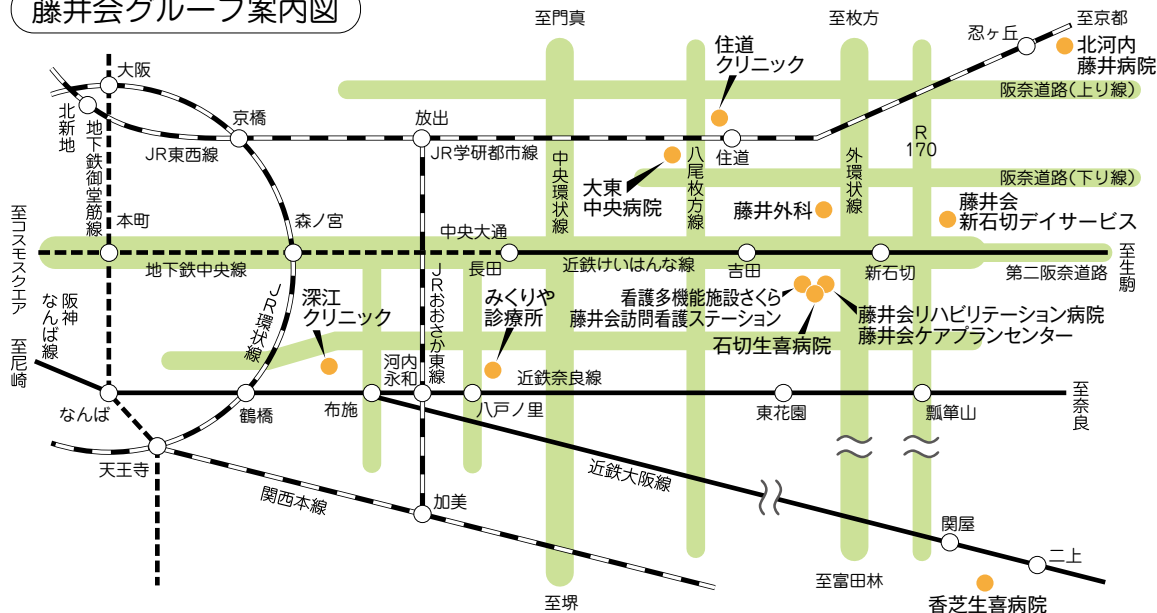 藤井会グループ案内図
至門真
至枚方
至京都
忍ヶ丘
北河内
藤井病院
住道
クリニック
大阪
阪奈道路(上り線)
北新地
地下鉄御堂筋線
京橋
放出
R
170
JR東西線
JR学研都市線
住道
中央環状線
八尾枚方線
外環状線
大東
中央病院
阪奈道路(下り線)
藤井外科
藤井会
新石切デイサービス
至コスモスクエア
本町
森ノ宮
中央大通
地下鉄中央線
長田
近鉄けいはんな線
吉田
新石切
第二阪奈道路
至生駒
阪神
なんば線
JR環状線
深江
クリニック
JRおおさか東線
みくりや
診療所
看護多機能施設さくら
藤井会訪問看護ステーション
石切生喜病院
藤井会リハビリテーション病院
藤井会ケアプランセンター
至尼崎
河内
永和
近鉄奈良線
なんば
鶴橋
布施
八戸ノ里
東花園
瓢箪山
至奈良
天王寺
関西本線
加美
近鉄大阪線
関屋
二上
至堺
至富田林
香芝生喜病院